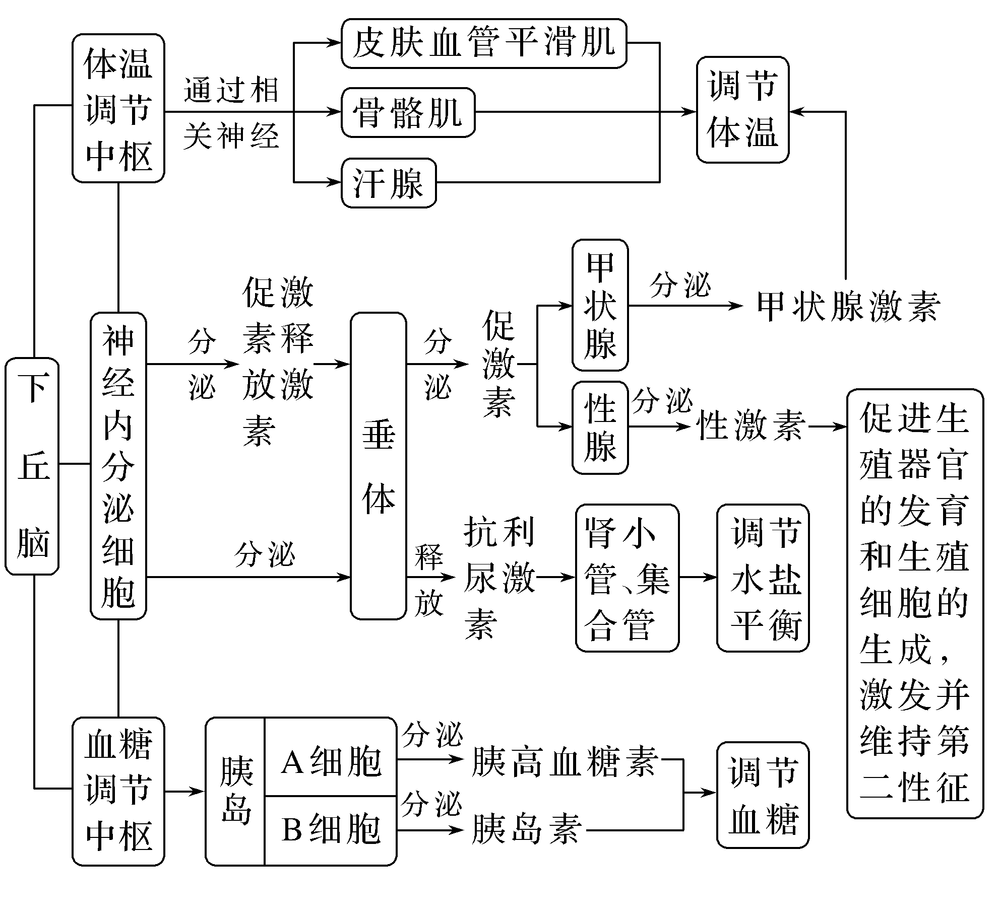 体温
调节
中枢
通过相
关神经
皮肤血管平滑肌
骨骼肌
汗腺
调节
体温
下
丘
脑
神
经
内
分
泌
细
胞
分
泌
促激
素释
放激
素
垂
体
分
泌
促
激
素
甲
状
腺
分泌
甲状腺激素
性
腺
分泌
性激素
促进生
殖器官
的发育
和生殖
细胞的
生成，
激发并
维持第
二性征
分泌
释
放
抗利
尿激
素
肾小
管、集
合管
调节
水盐
平衡
血糖
调节
中枢
胰
岛
A细胞
B细胞
分泌
胰高血糖素
分泌
胰岛素
调节
血糖